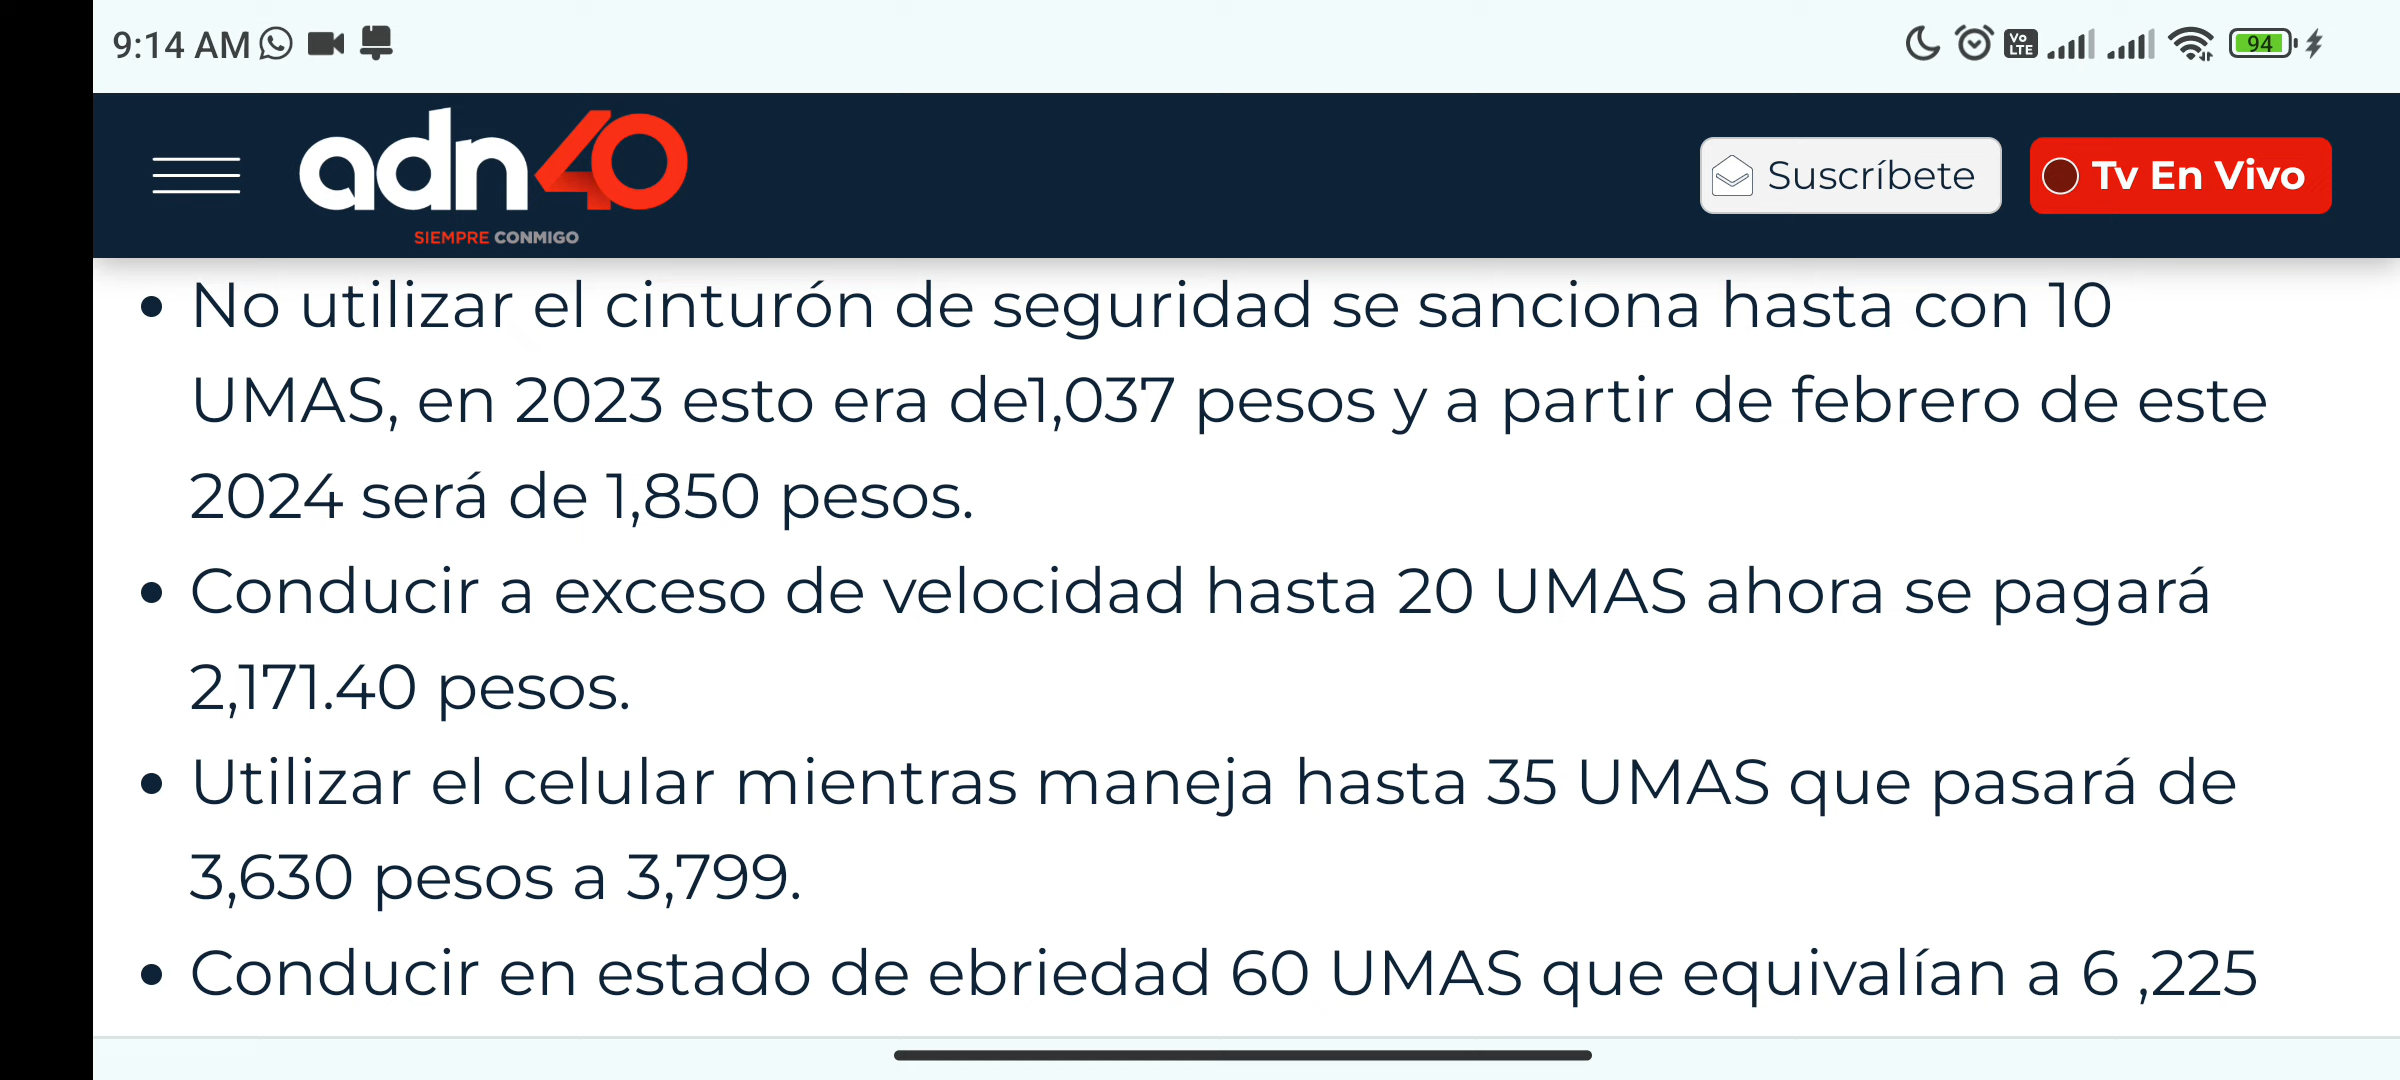 9:14 AM
Vo LTE
94
adn40
SIEMPRE CONMIGO
Suscríbete
Tv En Vivo
• No utilizar el cinturón de seguridad se sanciona hasta con 10
UMAS, en 2023 esto era de1,037 pesos y a partir de febrero de este
2024 será de 1,850 pesos.
• Conducir a exceso de velocidad hasta 20 UMAS ahora se pagará
2,171.40 pesos.
• Utilizar el celular mientras maneja hasta 35 UMAS que pasará de
3,630 pesos a 3,799.
• Conducir en estado de ebriedad 60 UMAS que equivalían a 6 ,225